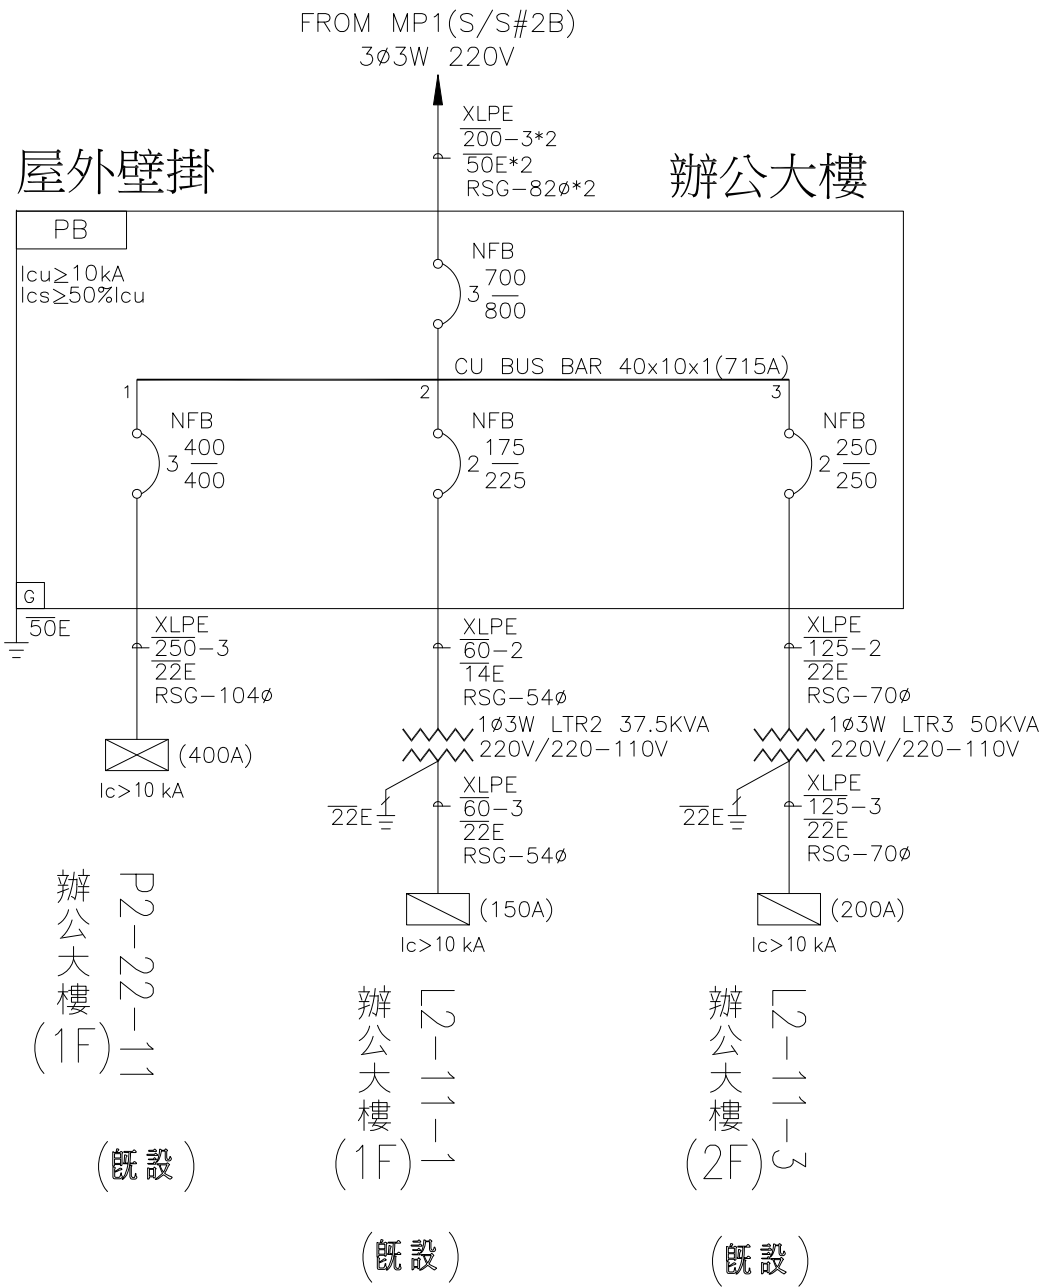 FROM MP1(S/S#2B)
3ø3W 220V
XLPE
200-3*2
50E*2
RSG-82ø*2
屋外壁掛
辦公大樓
PB
Icu≥10kA
Ics≥50%Icu
NFB
3 700
800
CU BUS BAR 40x10x1(715A)
1
2
3
NFB
3 400
400
NFB
2 175
225
NFB
2 250
250
G
50E
XLPE
250-3
22E
RSG-104ø
(400A)
Ic>10 kA
XLPE
60-2
14E
RSG-54ø
1ø3W LTR2 37.5KVA
220V/220-110V
22E
XLPE
60-3
22E
RSG-54ø
(150A)
Ic>10 kA
XLPE
125-2
22E
RSG-70ø
1ø3W LTR3 50KVA
220V/220-110V
22E
XLPE
125-3
22E
RSG-70ø
(200A)
Ic>10 kA
P2-22-11
辦公大樓
(1F)
(既設)
L2-11-1
辦公大樓
(1F)
(既設)
L2-11-3
辦公大樓
(2F)
(既設)